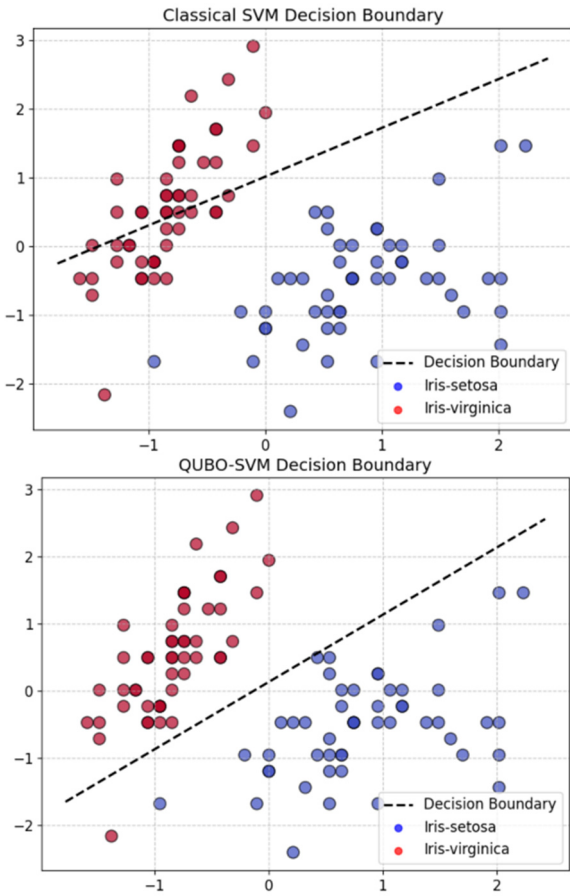 Classical SVM Decision Boundary
3
2
1
0
−1
−2
Decision Boundary
Iris-setosa
Iris-virginica
−1 0 1 2
QUBO-SVM Decision Boundary
3
2
1
0
−1
−2
Decision Boundary
Iris-setosa
Iris-virginica
−1 0 1 2